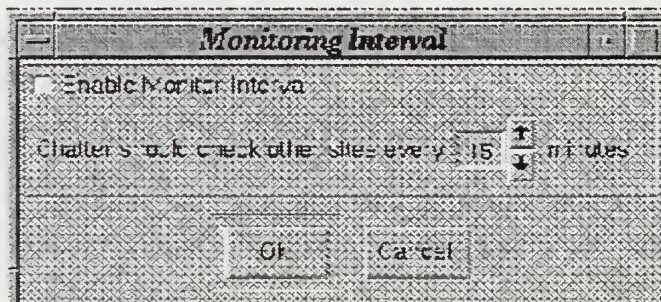 Monitoring Interval
Enable Monitor Interval
Chatter should check other sites every 15 minutes
OK Cancel